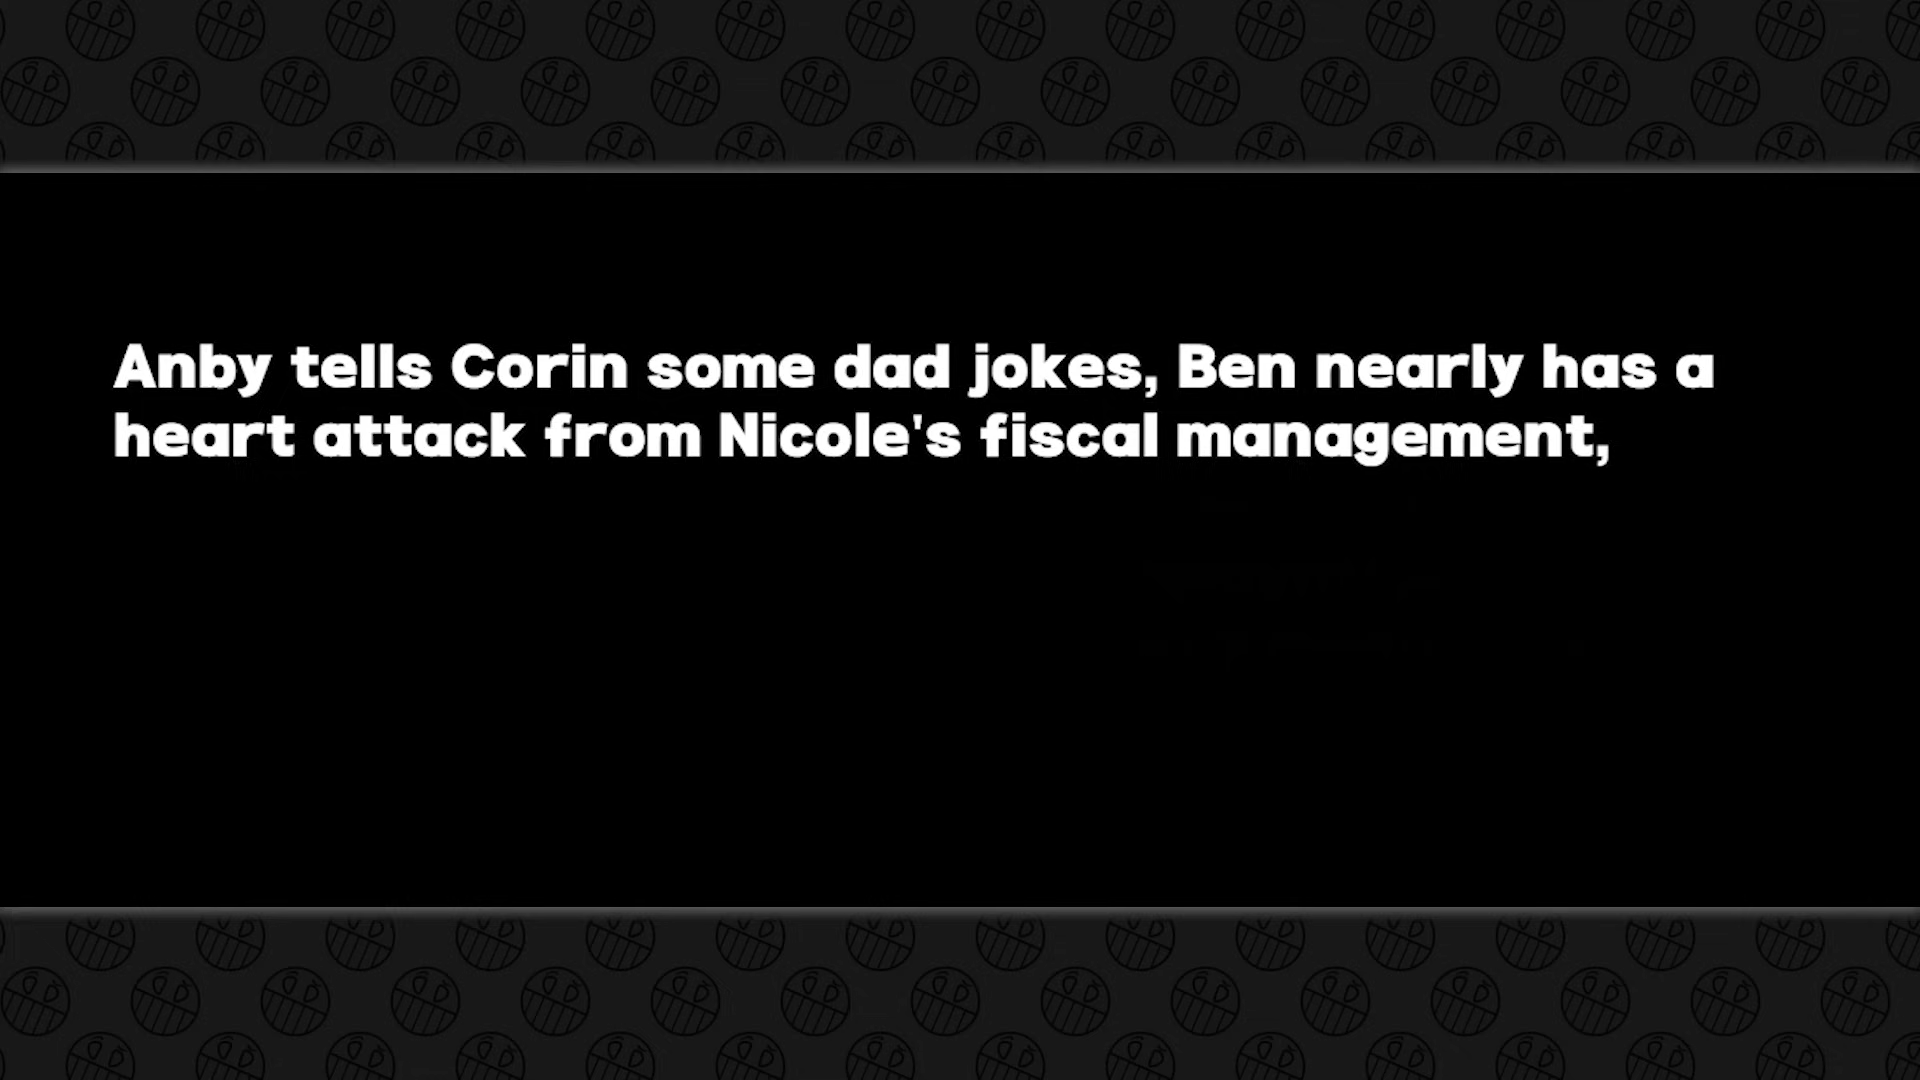 Anby tells Corin some dad jokes, Ben nearly has a
heart attack from Nicole's fiscal management,